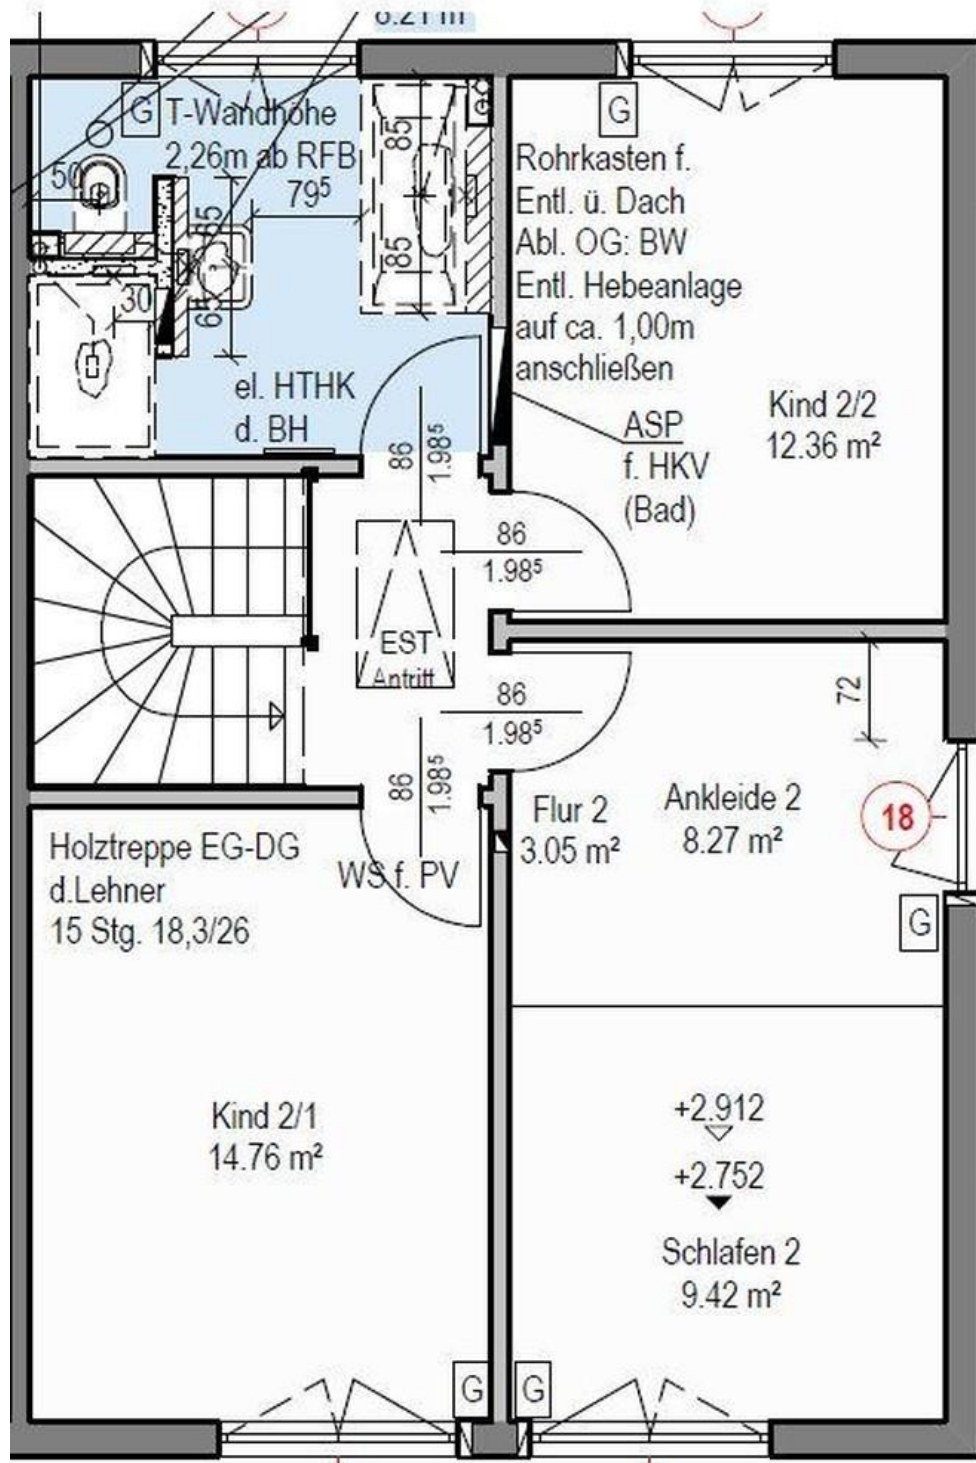 8.21 m
G
T-Wandhöhe
2,26m ab RFB
79⁵
50
85
85
65
65
30
el. HTHK
d. BH
G
Rohrkasten f.
Entl. ü. Dach
Abl. OG: BW
Entl. Hebeanlage
auf ca. 1,00m
anschließen
Kind 2/2
12.36 m²
ASP
f. HKV
(Bad)
86
1.98⁵
86
1.98⁵
EST
Antritt
86
1.98⁵
72
86
1.98⁵
Flur 2
3.05 m²
Ankleide 2
8.27 m²
18
G
Holztreppe EG-DG
d.Lehner
15 Stg. 18,3/26
WS f. PV
Kind 2/1
14.76 m²
+2.912
+2.752
Schlafen 2
9.42 m²
G
G